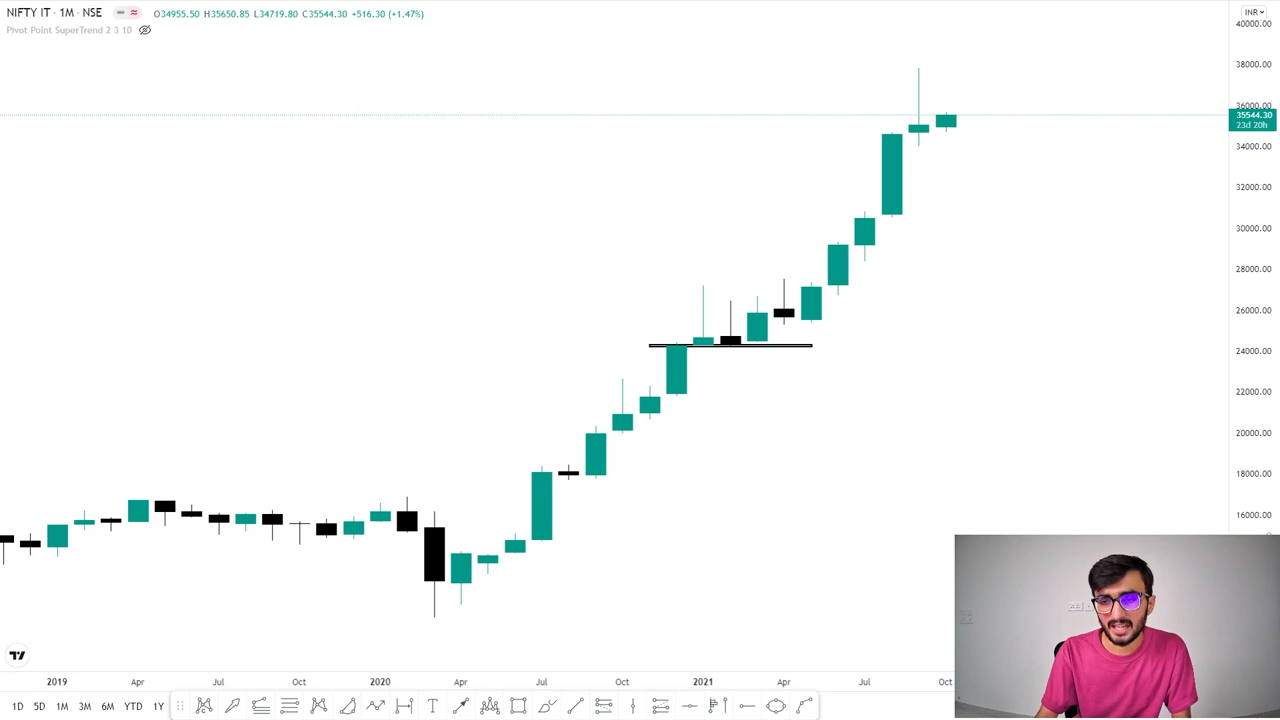 NIFTY IT · 1M · NSE
O34955.50 H35650.85 L34719.80 C35544.30 +516.30 (+1.47%)
Pivot Point SuperTrend 2 3 10
INR
40000.00
38000.00
36000.00
35544.30
23d 20h
34000.00
32000.00
30000.00
28000.00
26000.00
24000.00
22000.00
20000.00
18000.00
16000.00
2019 Apr Jul Oct 2020 Apr Jul Oct 2021 Apr Jul Oct
1D 5D 1M 3M 6M YTD 1Y